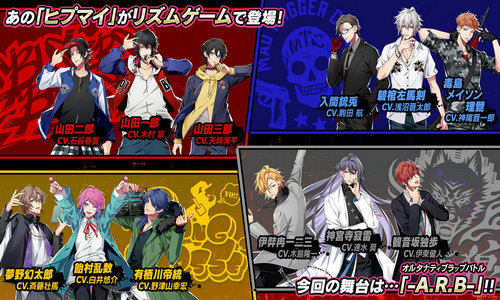 あの「ヒプマイ」がリズムゲームで登場!
山田二郎
CV.石谷春貴
山田一郎
CV.木村 昴
山田三郎
CV.天﨑滉平
MAD TRIGGER CREW
MTC
入間銃兎
CV.駒田 航
碧棺左馬刻
CV.浅沼晋太郎
毒島
メイソン
理鶯
CV.神尾晋一郎
夢野幻太郎
CV.斉藤壮馬
飴村乱数
CV.白井悠介
有栖川帝統
CV.野津山幸宏
伊弉冉一二三
CV.木島隆一
神宮寺寂雷
CV.速水 奨
観音坂独歩
CV.伊東健人
オルタナティブラップバトル
今回の舞台は…「-A.R.B-」!!